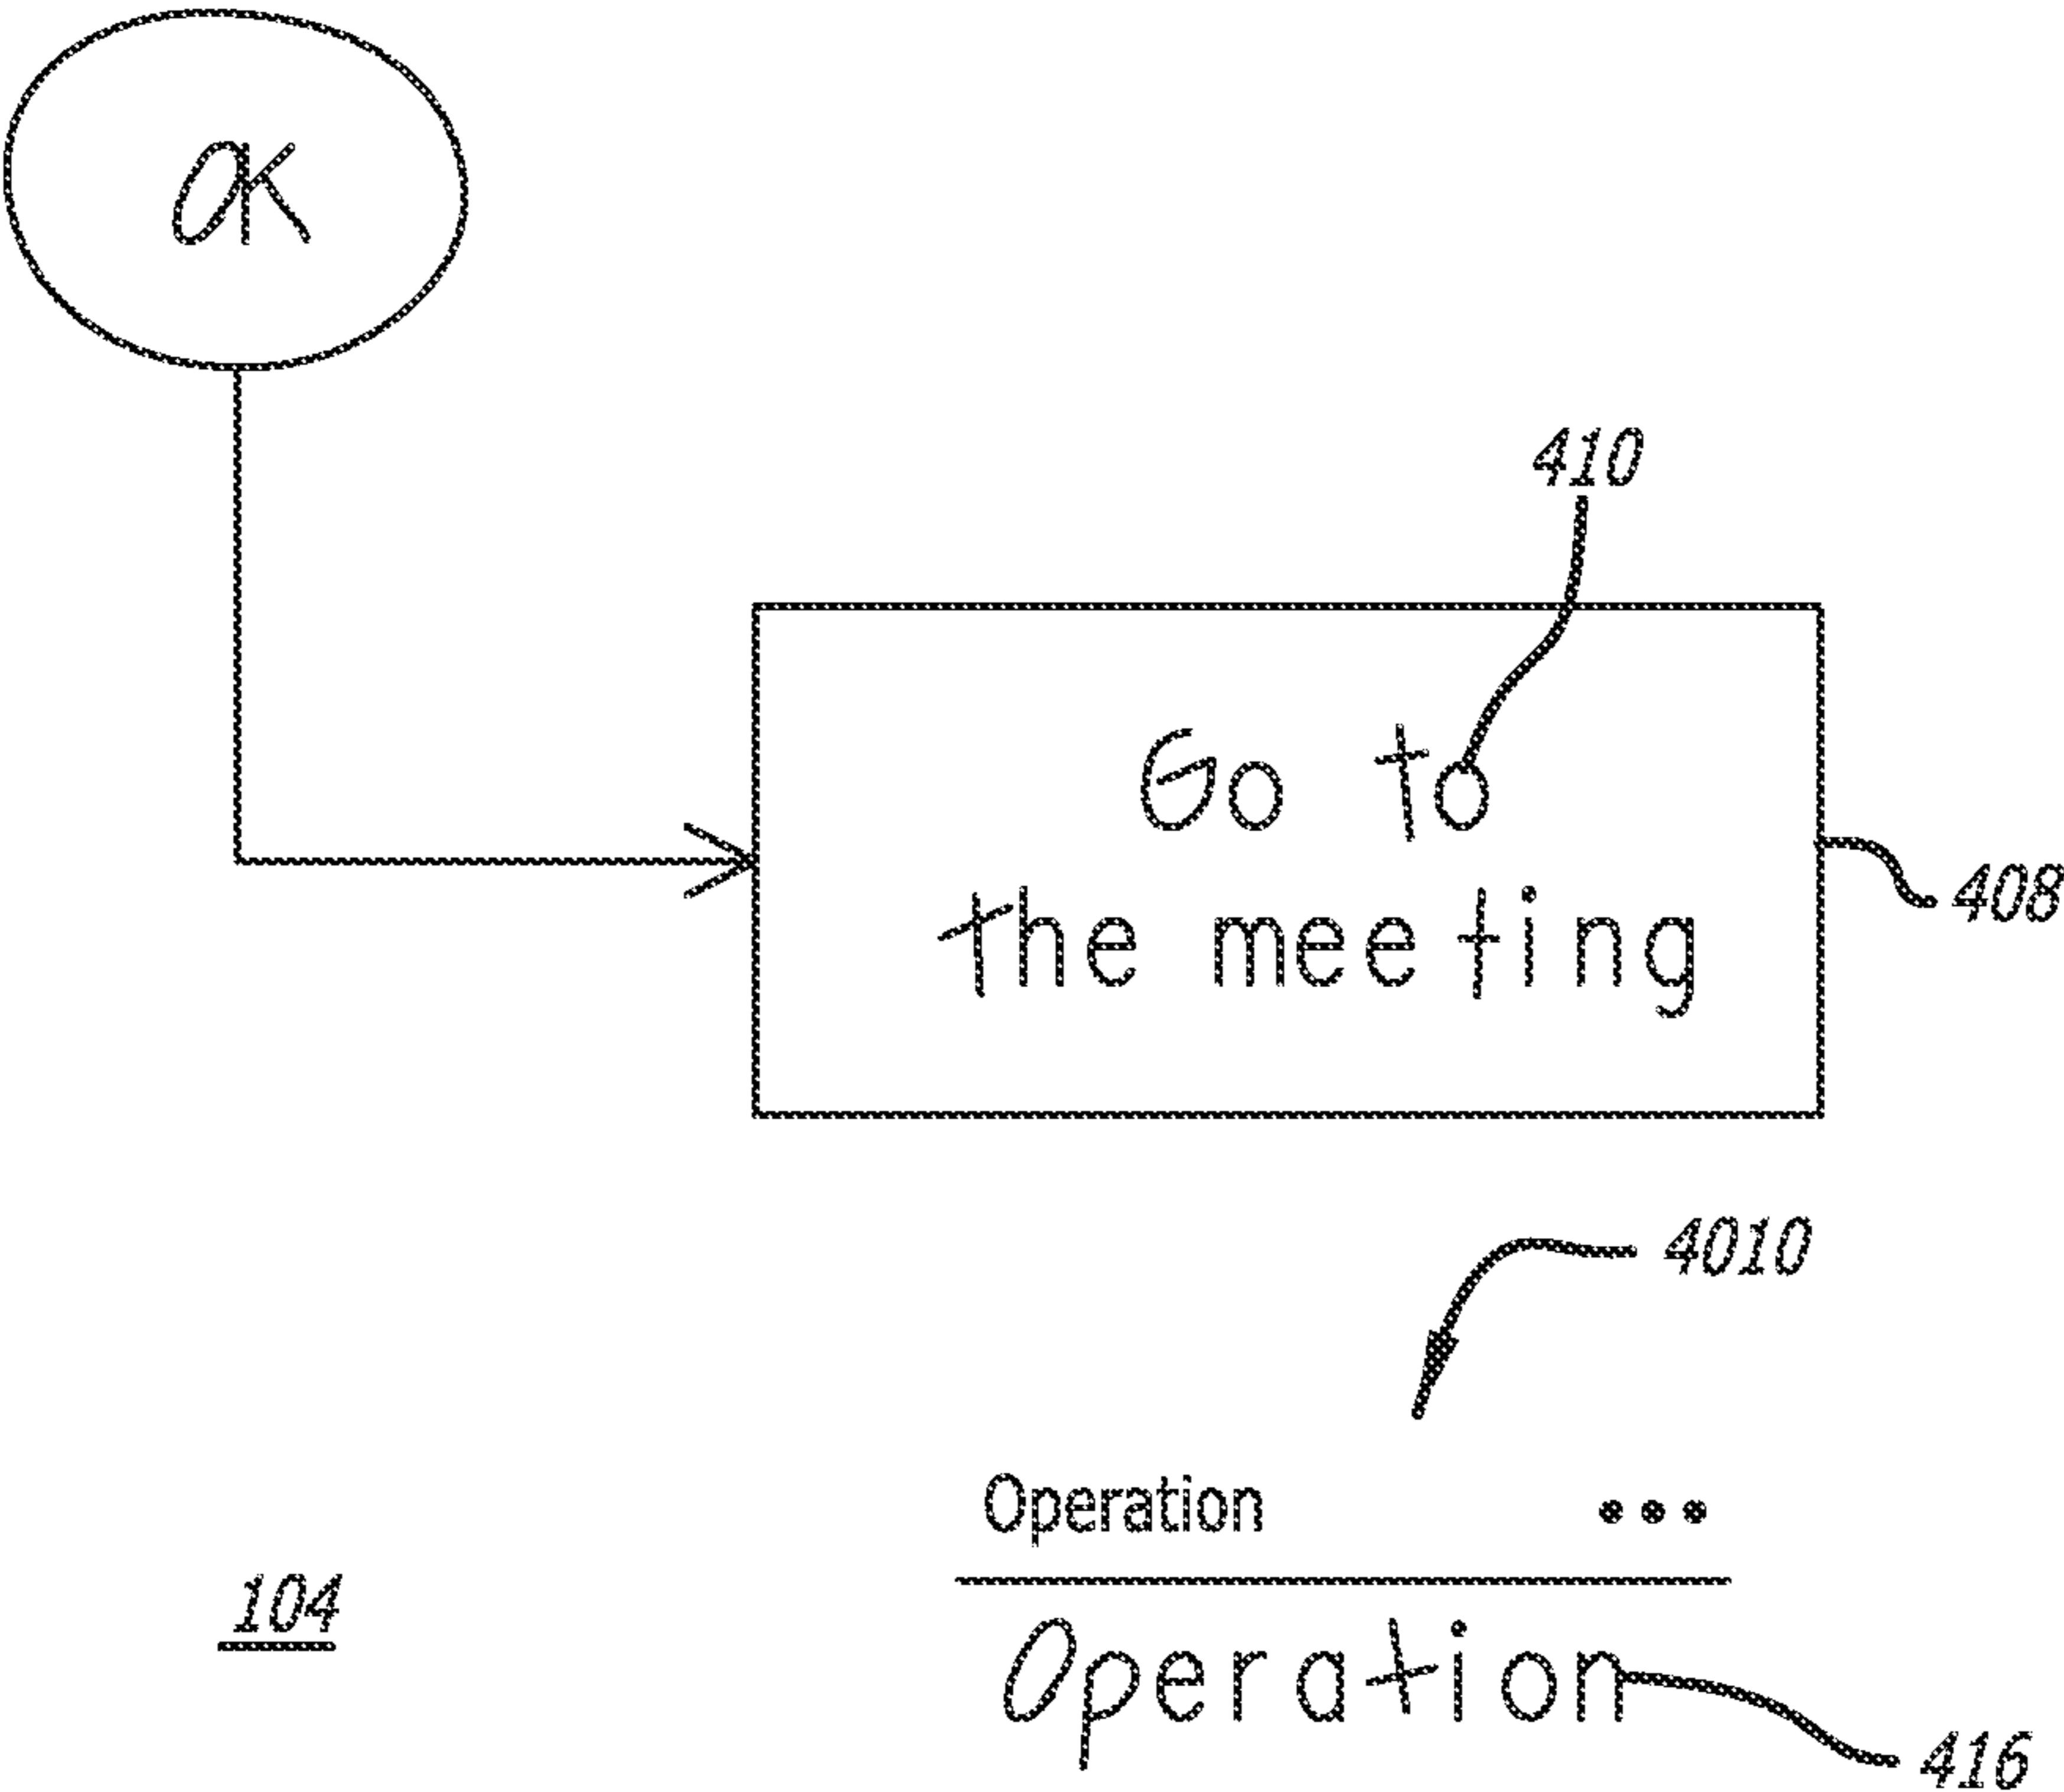 OK
410
Go to
the meeting
408
4010
Operation ...
104
Operation
416